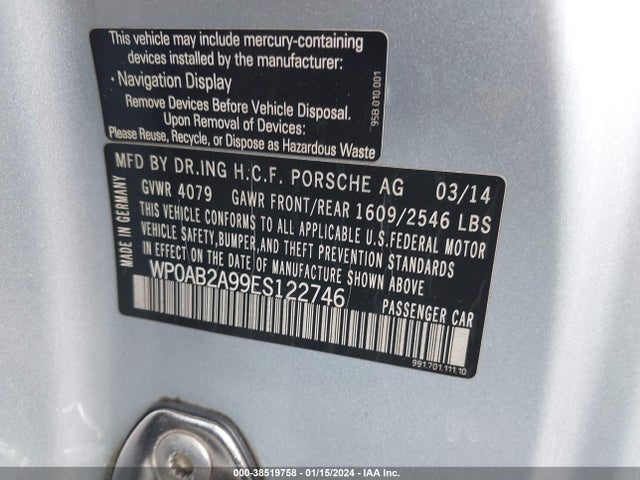 This vehicle may include mercury-containing
devices installed by the manufacturer:
· Navigation Display
Remove Devices Before Vehicle Disposal.
Upon Removal of Devices:
Please Reuse, Recycle, or Dispose as Hazardous Waste
95B.010.001
MFD BY DR.ING H.C.F. PORSCHE AG 03/14
GVWR 4079 GAWR FRONT/REAR 1609/2546 LBS
THIS VEHICLE CONFORMS TO ALL APPLICABLE U.S.FEDERAL MOTOR
VEHICLE SAFETY,BUMPER,AND THEFT PREVENTION STANDARDS
IN EFFECT ON THE DATE OF MANUFACTURE SHOWN ABOVE
WP0AB2A99ES122746
PASSENGER CAR
MADE IN GERMANY
991.701.111.10
000-38519758 - 01/15/2024 - IAA Inc.